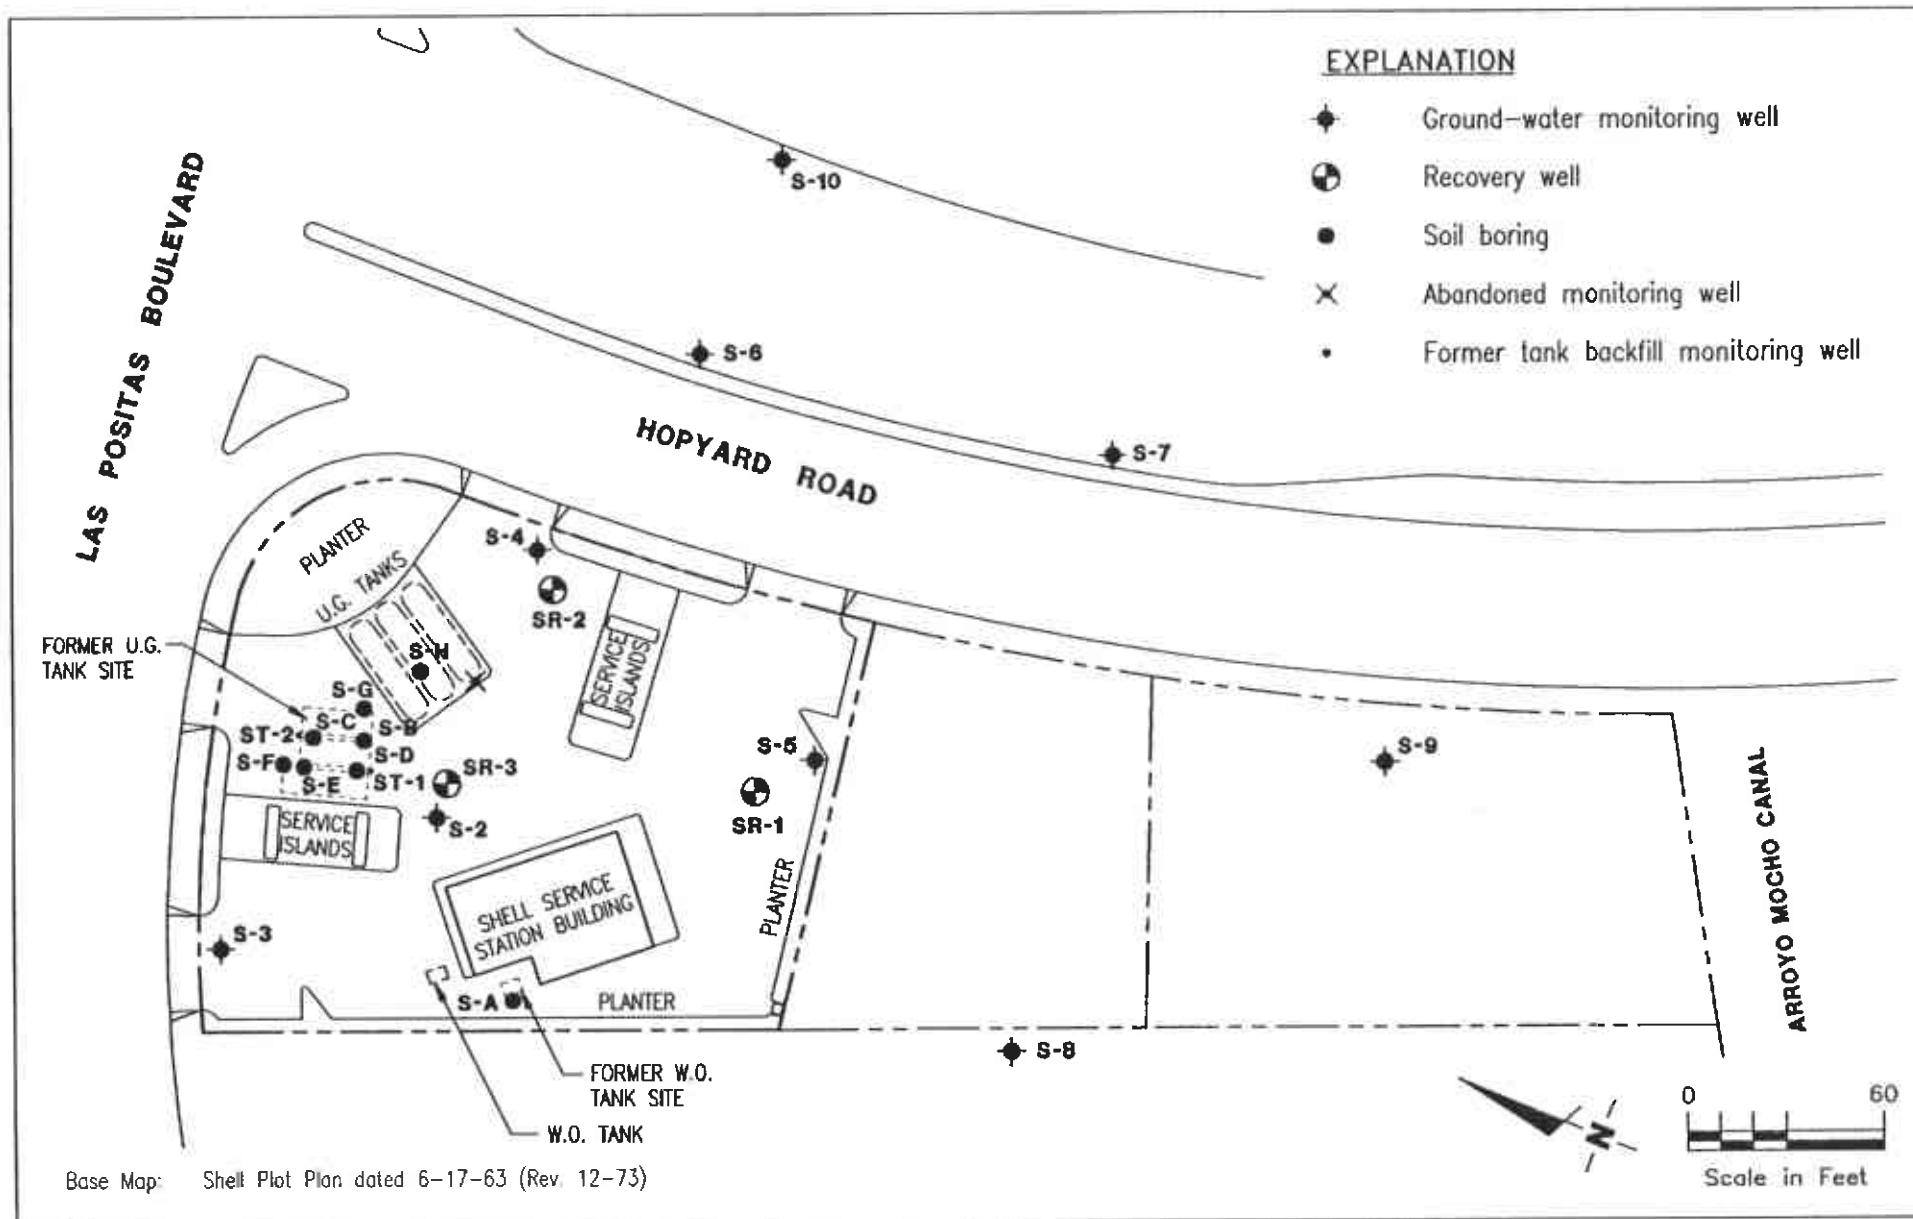 EXPLANATION
Ground-water monitoring well
Recovery well
Soil boring
Abandoned monitoring well
Former tank backfill monitoring well
S-10
LAS POSITAS BOULEVARD
S-6
HOPYARD ROAD
S-7
PLANTER
U.G. TANKS
S-4
SR-2
SERVICE
ISLANDS
FORMER U.G.
TANK SITE
S-H
S-G
S-C
S-B
ST-2
S-D
S-F
S-E
ST-1
SR-3
S-5
S-9
SR-1
S-2
SERVICE
ISLANDS
SHELL SERVICE
STATION BUILDING
PLANTER
ARROYO MOCHO CANAL
S-3
S-A
PLANTER
S-8
FORMER W.O.
TANK SITE
W.O. TANK
N
0 60
Scale in Feet
Base Map: Shell Plot Plan dated 6-17-63 (Rev. 12-73)